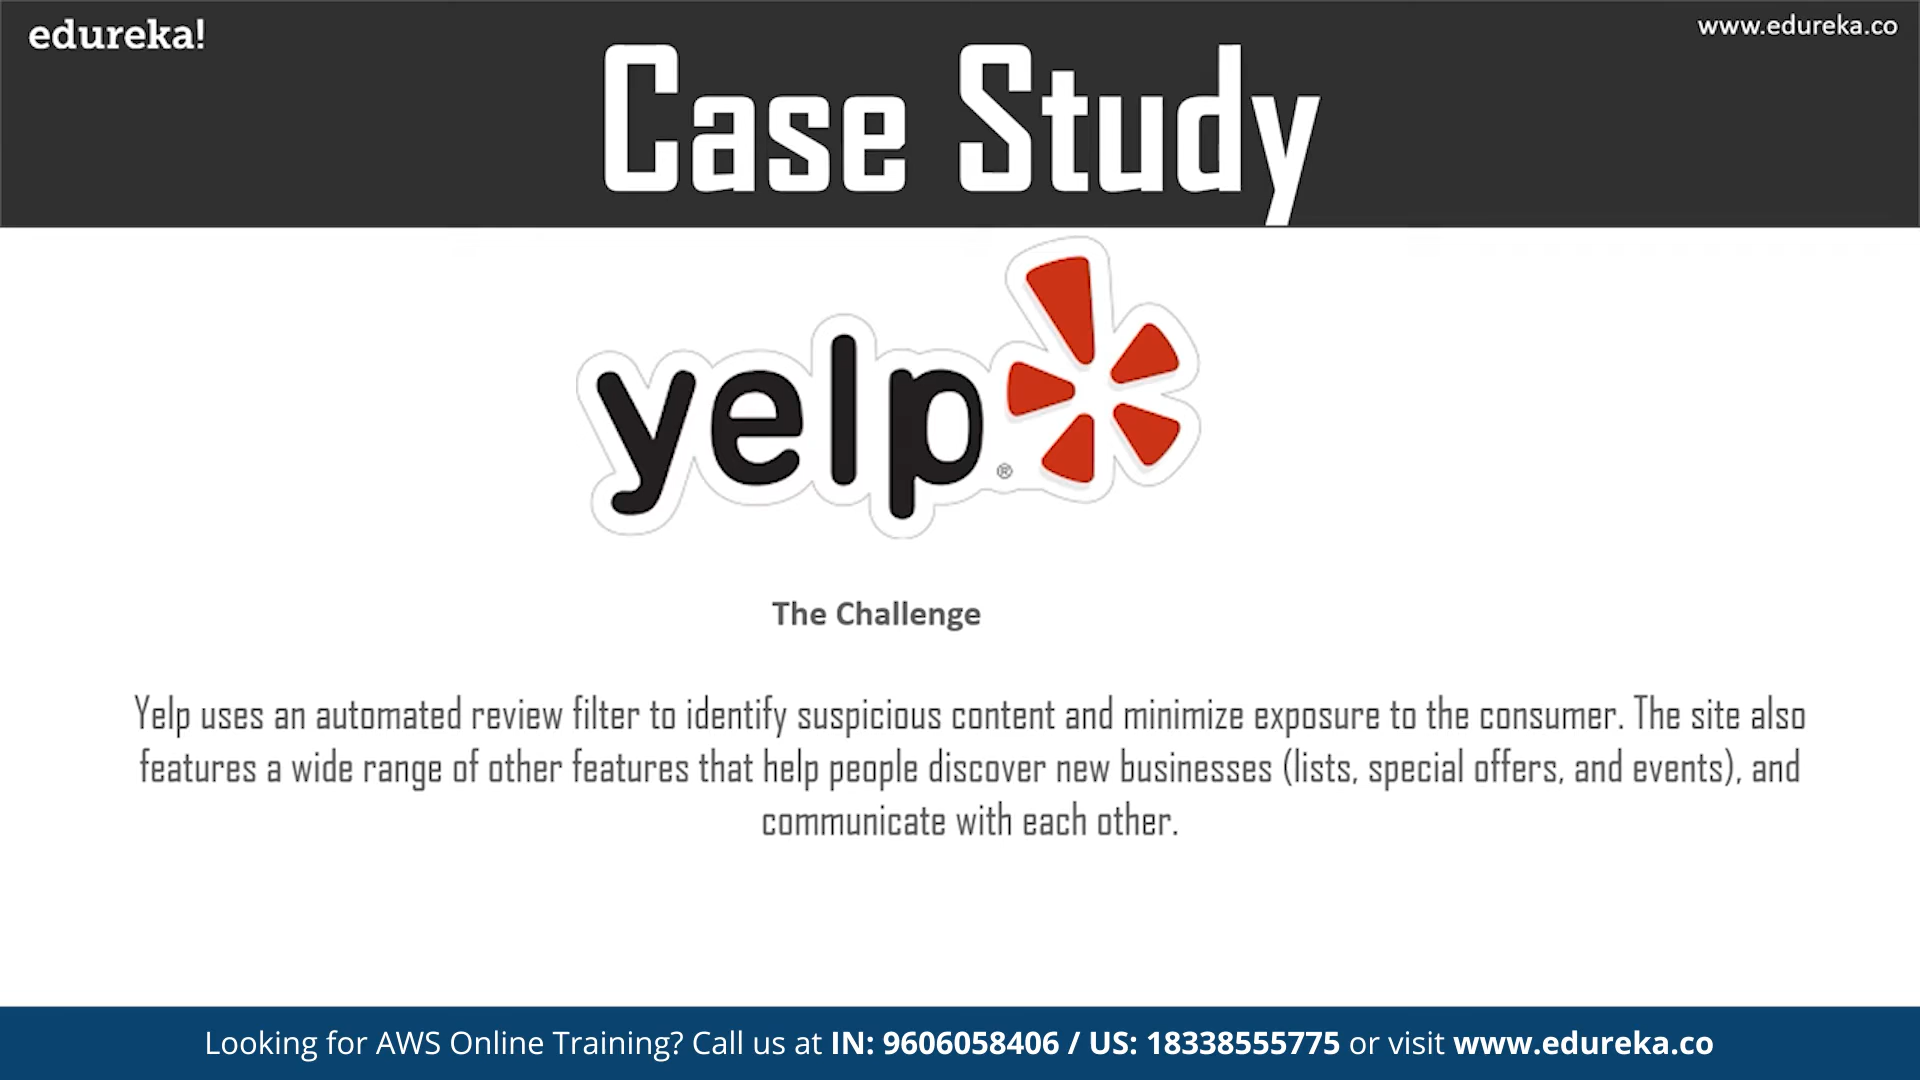 edureka!
www.edureka.co
Case Study
yelp®
The Challenge
Yelp uses an automated review filter to identify suspicious content and minimize exposure to the consumer. The site also
features a wide range of other features that help people discover new businesses (lists, special offers, and events), and
communicate with each other.
Looking for AWS Online Training? Call us at IN: 9606058406 / US: 18338555775 or visit www.edureka.co